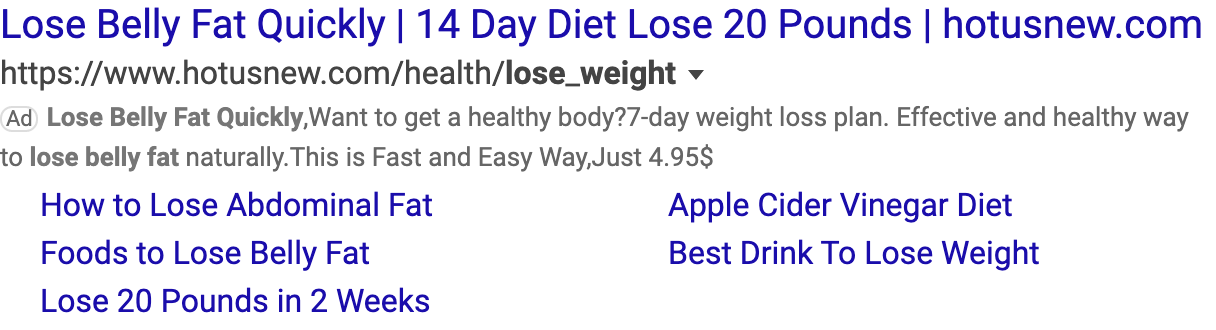 Lose Belly Fat Quickly | 14 Day Diet Lose 20 Pounds | hotusnew.com
https://www.hotusnew.com/health/lose_weight
Ad Lose Belly Fat Quickly,Want to get a healthy body?7-day weight loss plan. Effective and healthy way
to lose belly fat naturally.This is Fast and Easy Way,Just 4.95$
How to Lose Abdominal Fat
Apple Cider Vinegar Diet
Foods to Lose Belly Fat
Best Drink To Lose Weight
Lose 20 Pounds in 2 Weeks